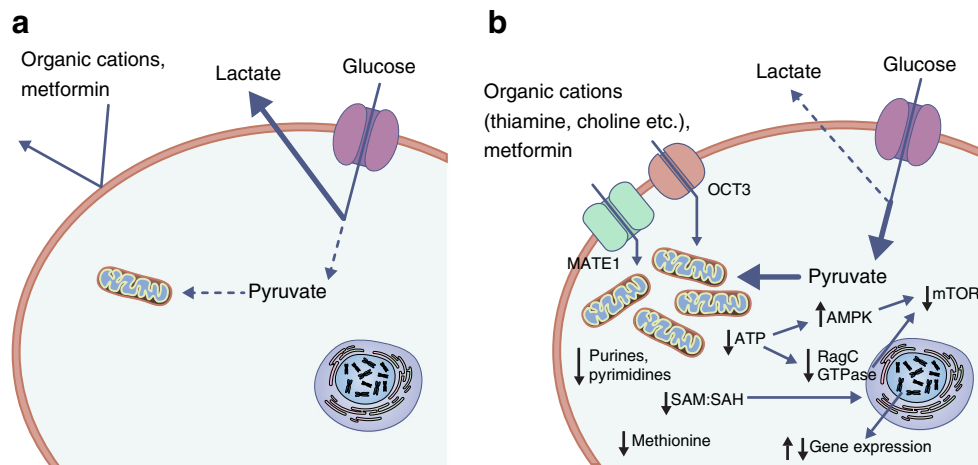 a
Organic cations,
metformin
Lactate
Glucose
Pyruvate
b
Organic cations
(thiamine, choline etc.),
metformin
Lactate
Glucose
OCT3
MATE1
Pyruvate
ATP
AMPK
mTOR
RagC
GTPase
Purines,
pyrimidines
SAM:SAH
Methionine
Gene expression